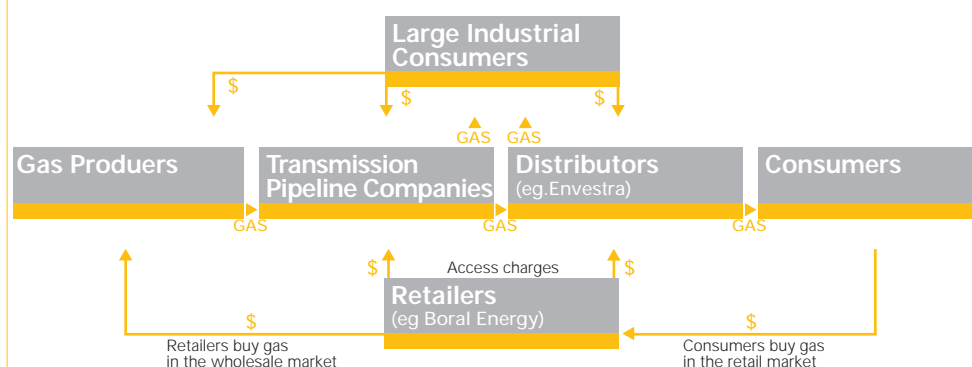 Large Industrial
Consumers
$
$
$
GAS
GAS
Gas Produers
Transmission
Pipeline Companies
Distributors
(eg.Envestra)
Consumers
GAS
GAS
GAS
$
Access charges
$
Retailers
(eg Boral Energy)
$
$
Retailers buy gas
in the wholesale market
Consumers buy gas
in the retail market